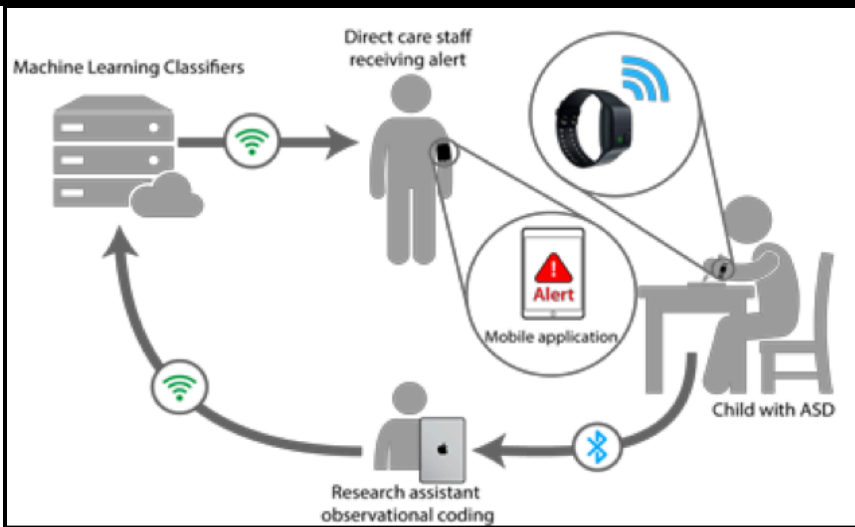 Machine Learning Classifiers
Direct care staff
receiving alert
Alert
Mobile application
Child with ASD
Research assistant
observational coding